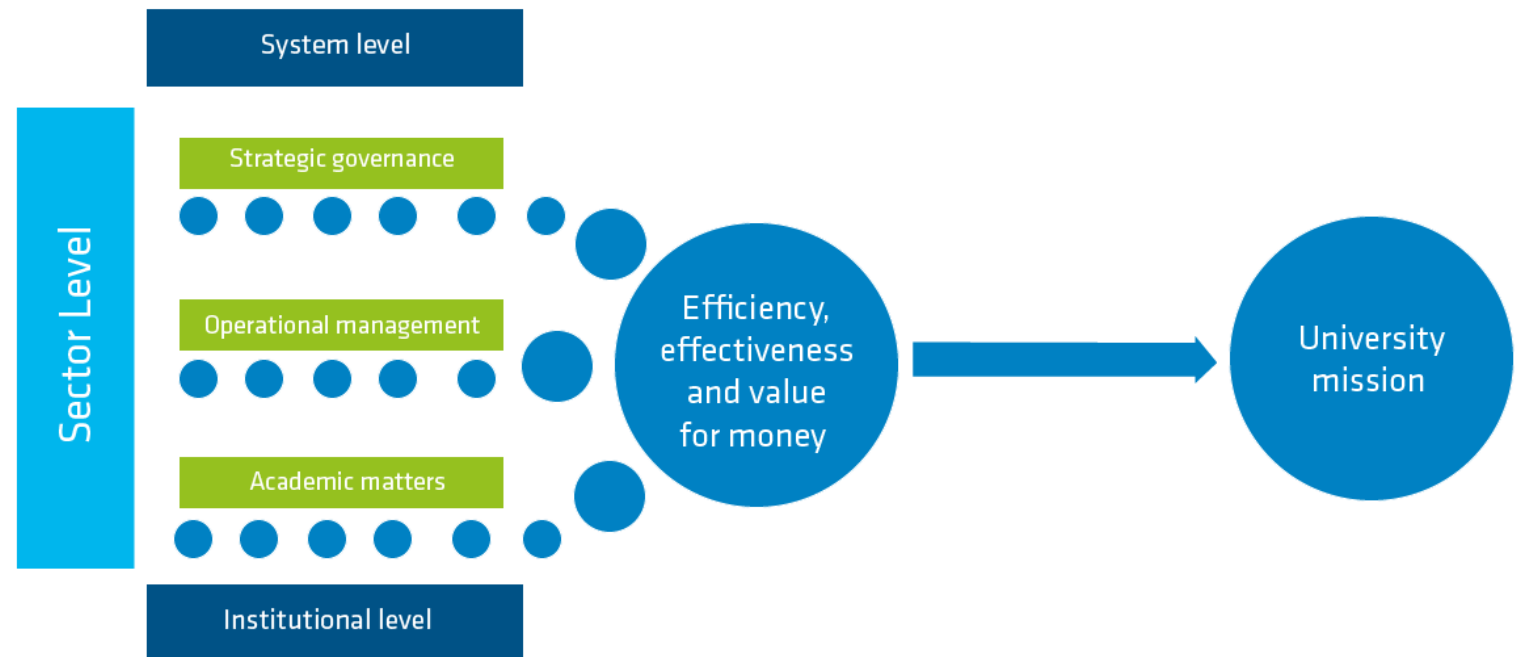 System level
Sector Level
Strategic governance
Operational management
Academic matters
Institutional level
Efficiency,
effectiveness
and value
for money
University
mission